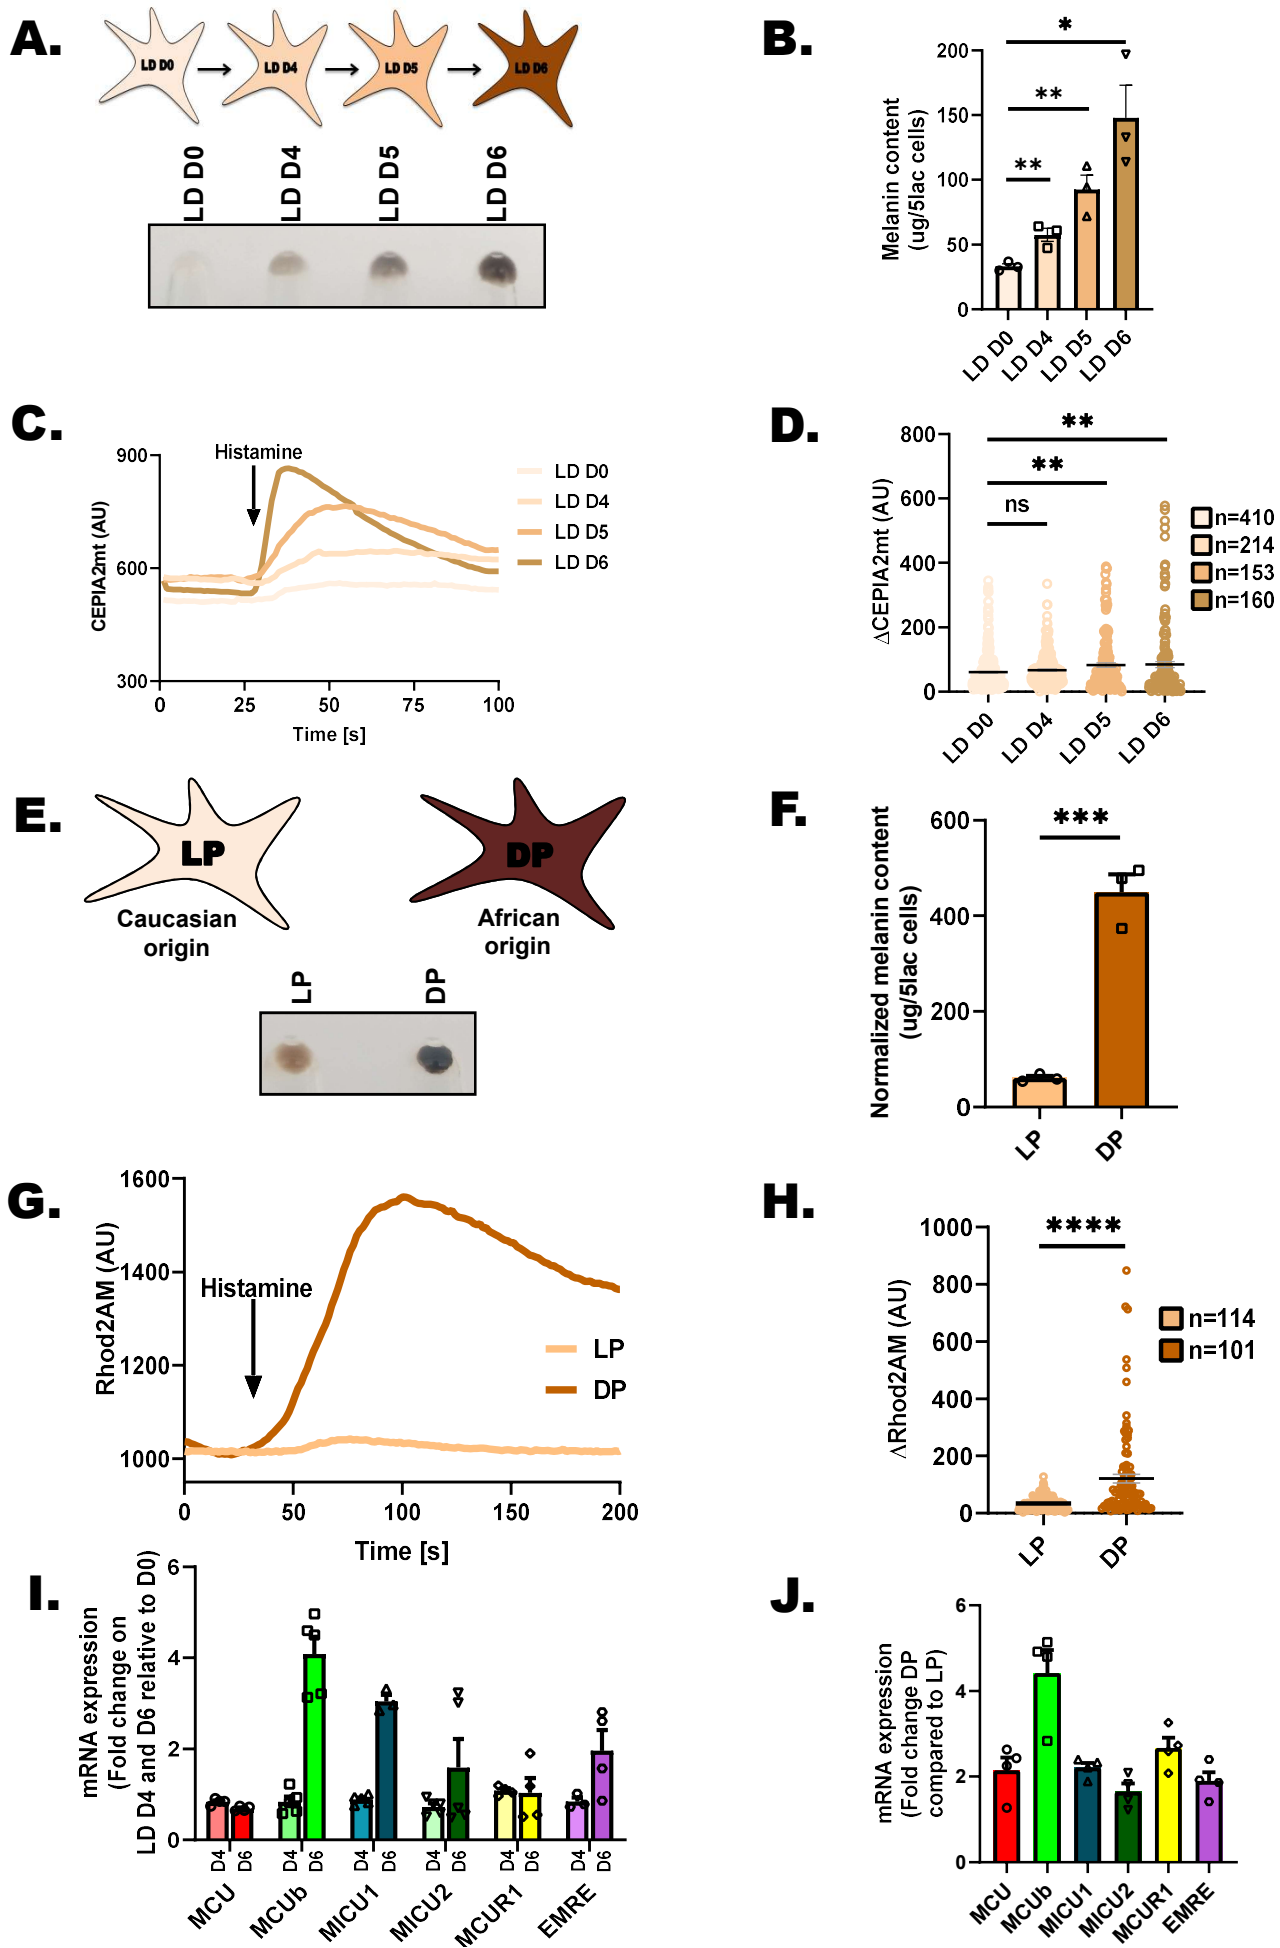 A.
LD D0
LD D4
LD D5
LD D6
LD D0
LD D4
LD D5
LD D6
B.
Melanin content
(ug/5lac cells)
200
150
100
50
0
*
**
**
LD D0
LD D4
LD D5
LD D6
C.
CEPIA2mt (AU)
900
600
300
Histamine
0
25
50
75
100
Time [s]
LD D0
LD D4
LD D5
LD D6
D.
ΔCEPIA2mt (AU)
800
600
400
200
0
**
**
ns
LD D0
LD D4
LD D5
LD D6
n=410
n=214
n=153
n=160
E.
LP
Caucasian
origin
DP
African
origin
LP
DP
F.
Normalized melanin content
(ug/5lac cells)
600
400
200
0
***
LP
DP
G.
Rhod2AM (AU)
1600
1400
1200
1000
Histamine
LP
DP
0
50
100
150
200
Time [s]
H.
ΔRhod2AM (AU)
1000
800
600
400
200
0
****
LP
DP
n=114
n=101
I.
mRNA expression
(Fold change on
LD D4 and D6 relative to D0)
6
4
2
0
D4 D6 D4 D6 D4 D6 D4 D6 D4 D6 D4 D6
MCU
MCUb
MICU1
MICU2
MCUR1
EMRE
J.
mRNA expression
(Fold change DP
compared to LP)
6
4
2
0
MCU
MCUb
MICU1
MICU2
MCUR1
EMRE